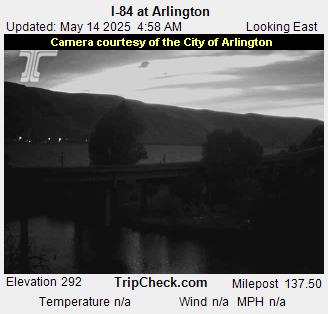 I-84 at Arlington
Updated: May 14 2025 4:58 AM Looking East
Camera courtesy of the City of Arlington
Elevation 292 TripCheck.com Milepost 137.50
Temperature n/a Wind n/a MPH n/a